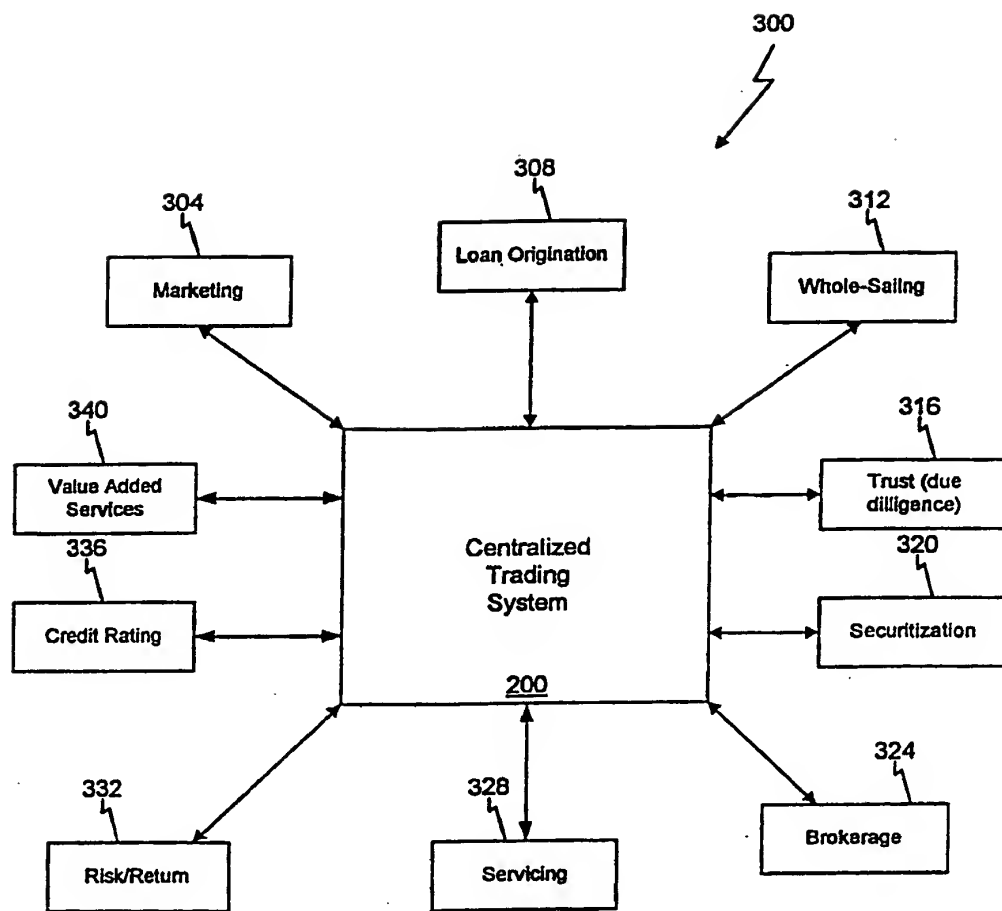 300
308
304
312
Loan Origination
Marketing
Whole-Sailng
340
316
Value Added
Services
Trust (due
dilligence)
336
320
Centralized
Trading
System
Credit Rating
Securitization
200
324
332
328
Brokerage
Risk/Return
Servicing